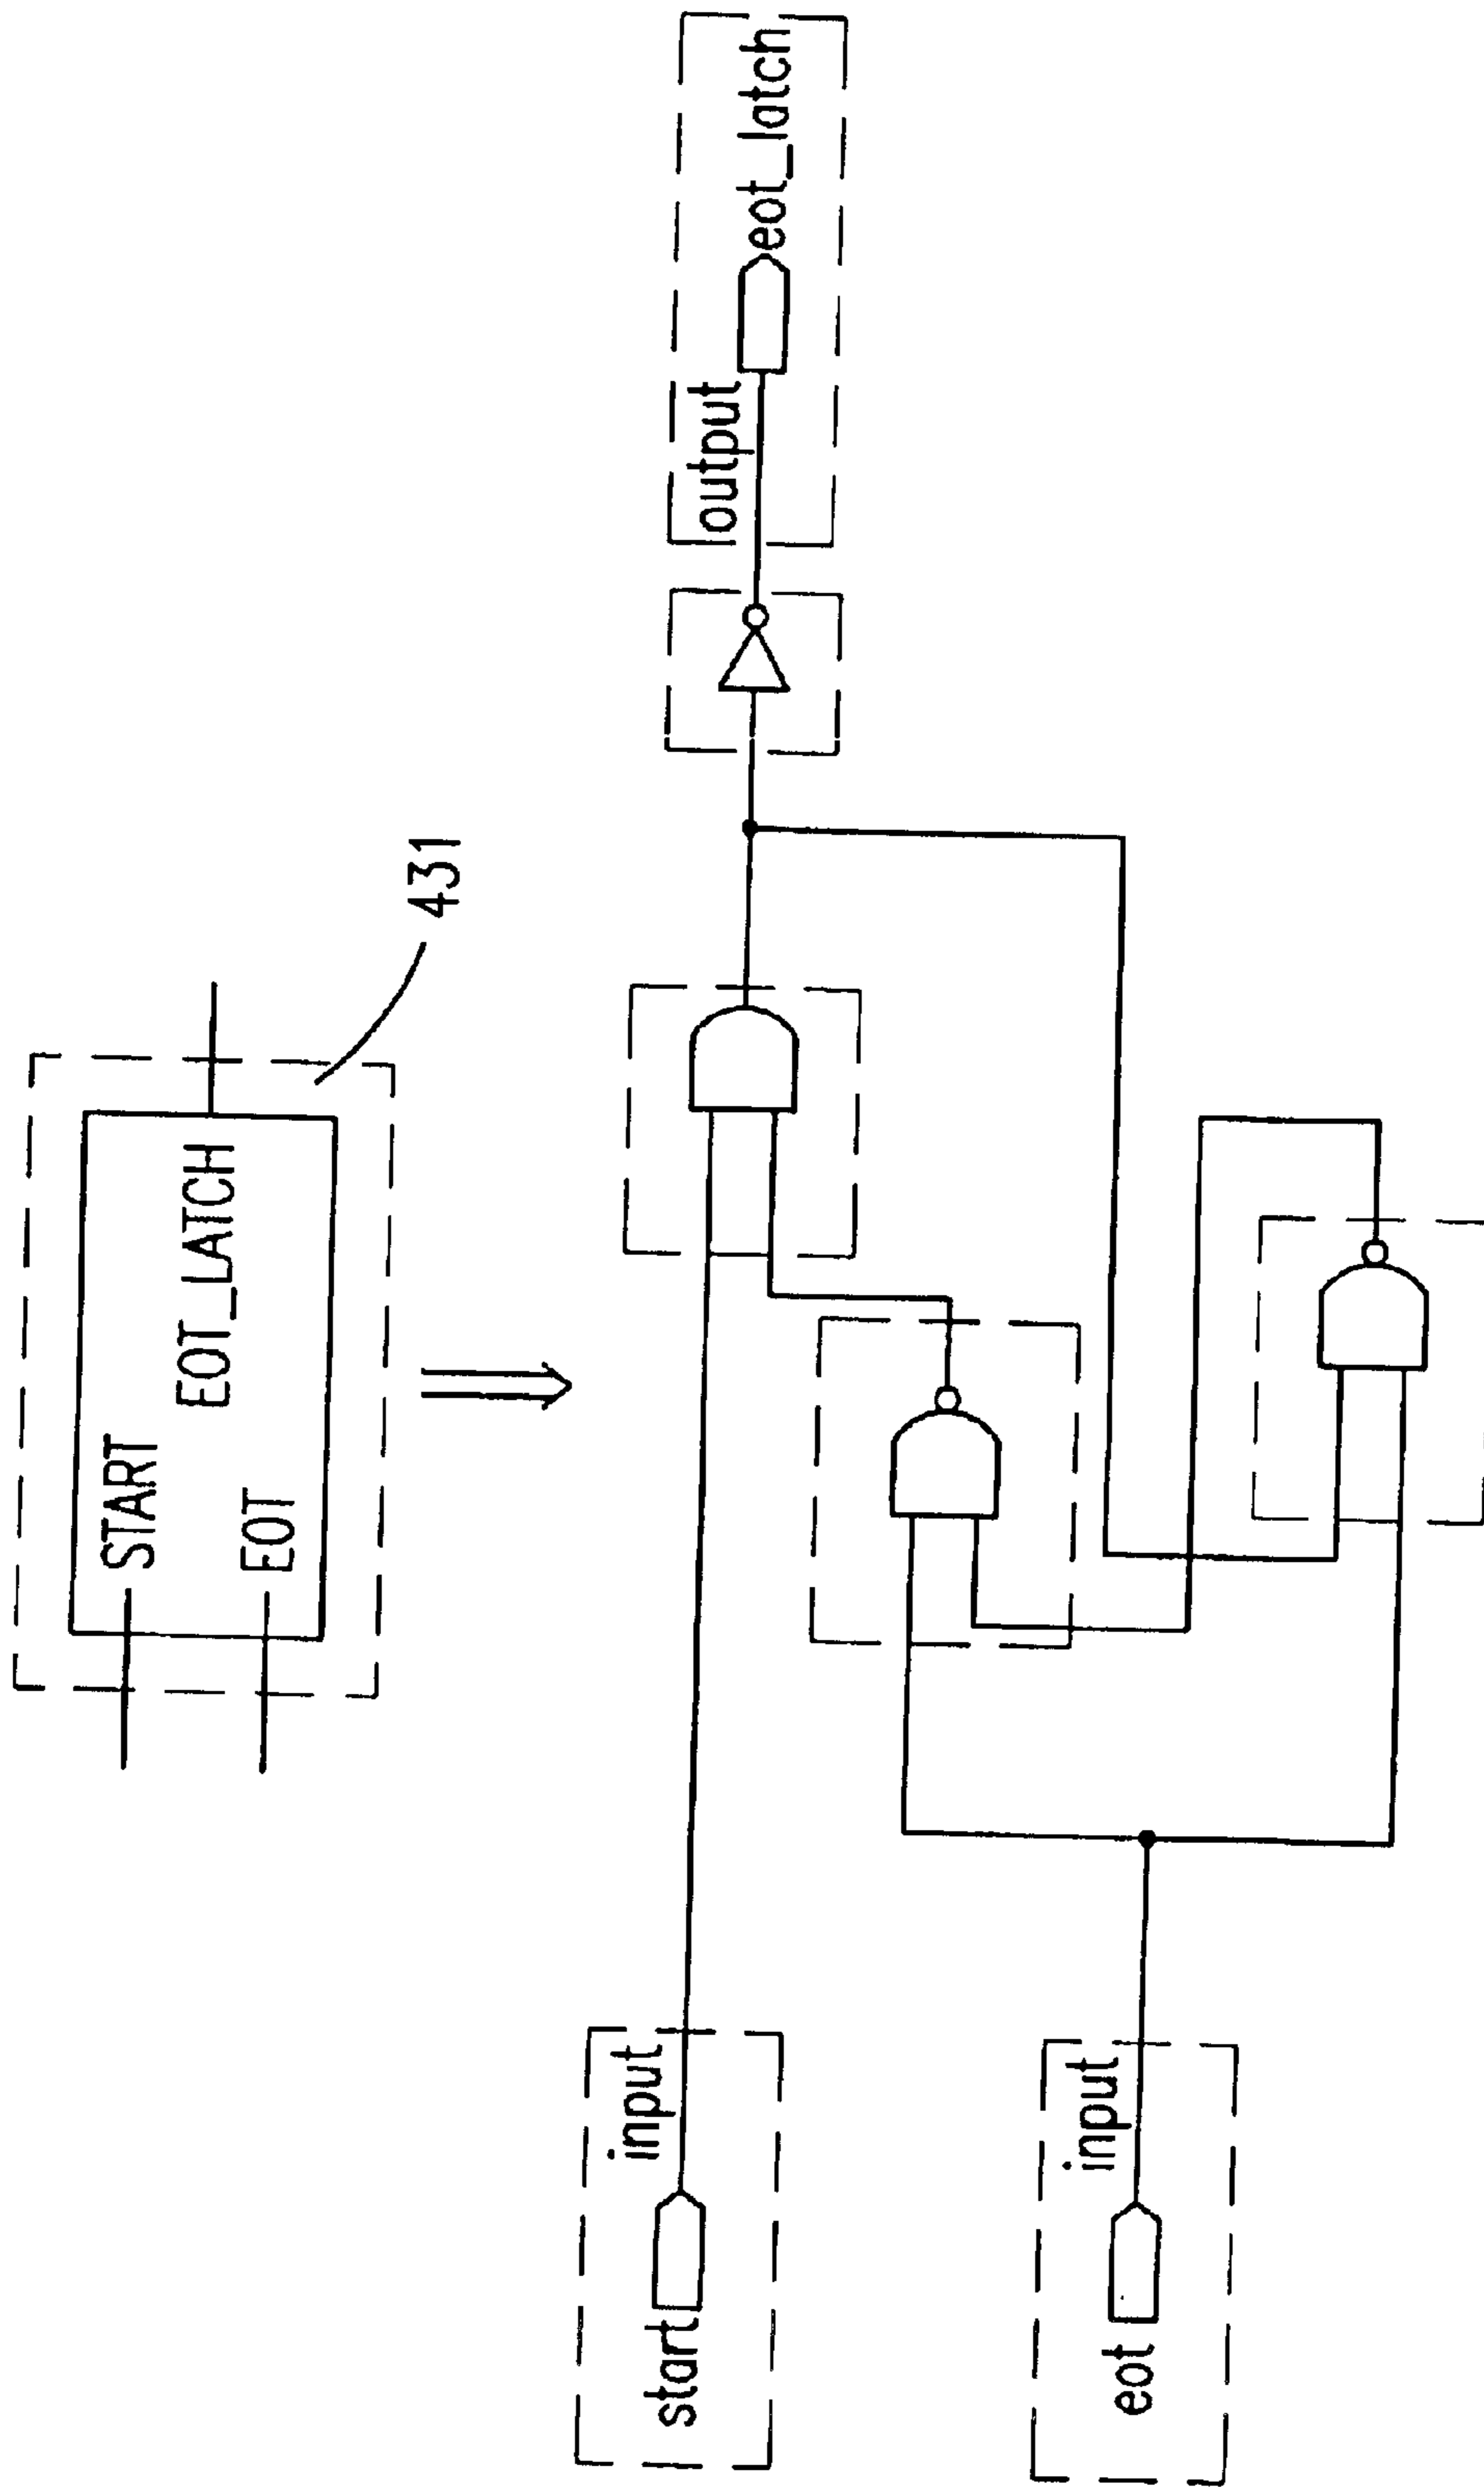 START
EOT_LATCH
EOT
431
start
input
output
eot_latch
eot
input